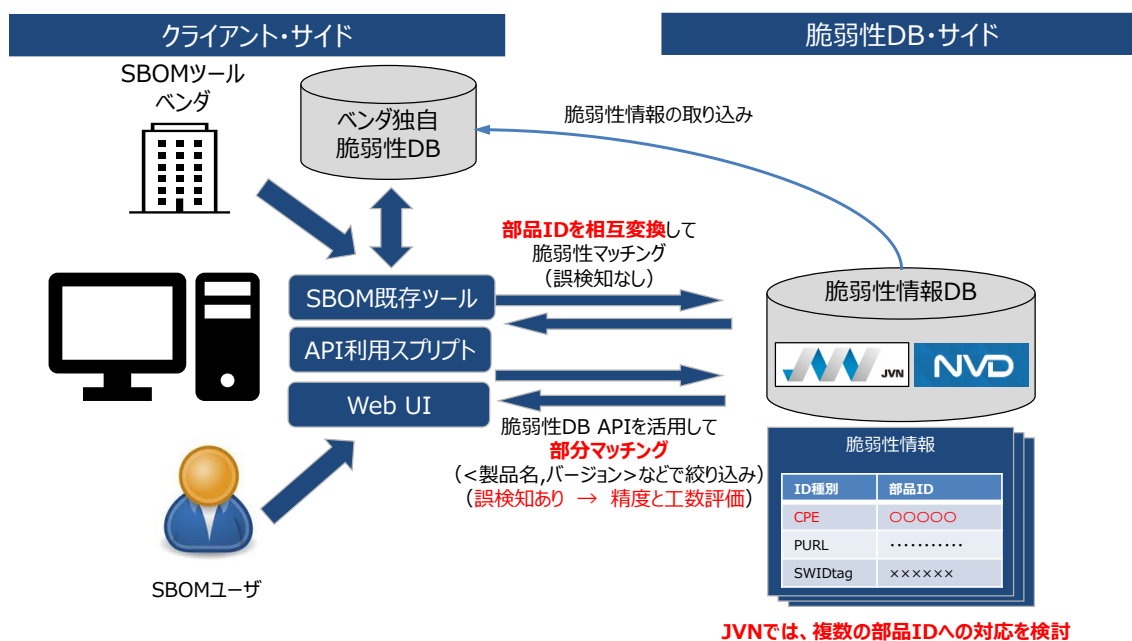 クライアント・サイド
脆弱性DB・サイド
SBOMツール
ベンダ
ベンダ独自
脆弱性DB
脆弱性情報の取り込み
部品IDを相互変換して
脆弱性マッチング
（誤検知なし）
SBOM既存ツール
API利用スプリプト
Web UI
脆弱性情報DB
JVN
NVD
脆弱性DB APIを活用して
部分マッチング
（<製品名,バージョン>などで絞り込み）
（誤検知あり → 精度と工数評価）
SBOMユーザ
脆弱性情報
ID種別 部品ID
CPE 〇〇〇〇〇
PURL ・・・・・・・・・・・
SWIDtag ××××××
JVNでは、複数の部品IDへの対応を検討